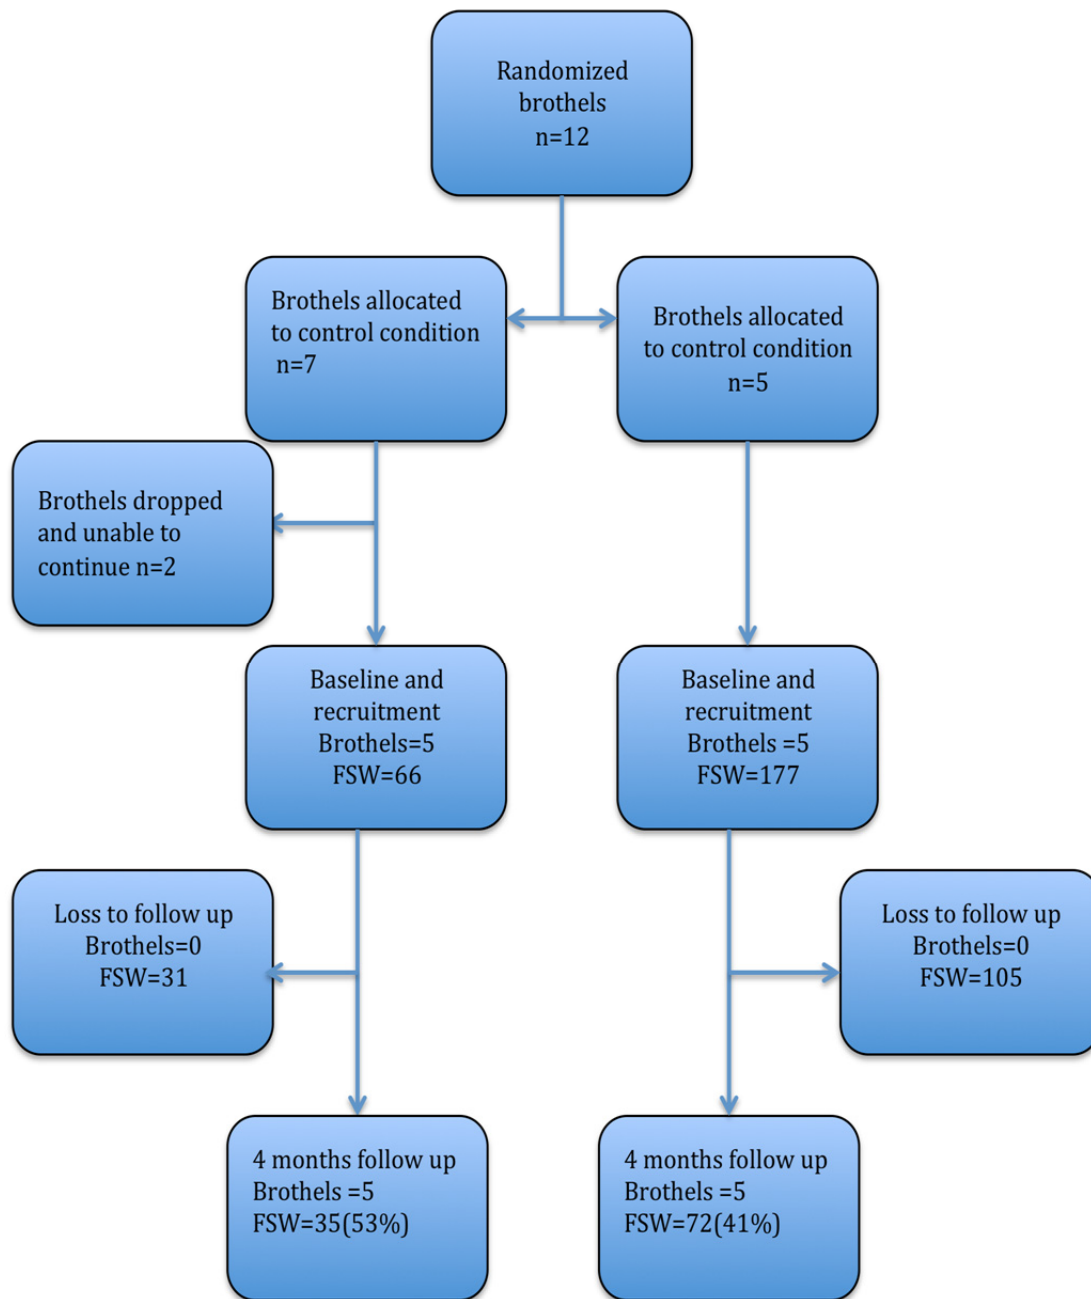 Randomized
brothels
n=12
Brothels allocated
to control condition
n=7
Brothels allocated
to control condition
n=5
Brothels dropped
and unable to
continue n=2
Baseline and
recruitment
Brothels=5
FSW=66
Baseline and
recruitment
Brothels =5
FSW=177
Loss to follow up
Brothels=0
FSW=31
Loss to follow up
Brothels=0
FSW=105
4 months follow up
Brothels =5
FSW=35(53%)
4 months follow up
Brothels =5
FSW=72(41%)